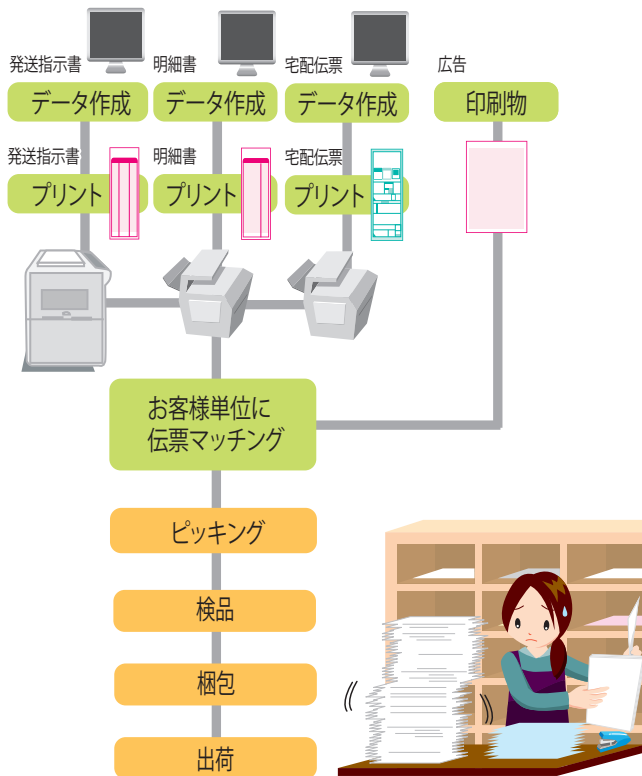 発送指示書
明細書
宅配伝票
広告
データ作成
データ作成
データ作成
印刷物
発送指示書
明細書
宅配伝票
プリント
プリント
プリント
お客様単位に
伝票マッチング
ピッキング
検品
梱包
出荷